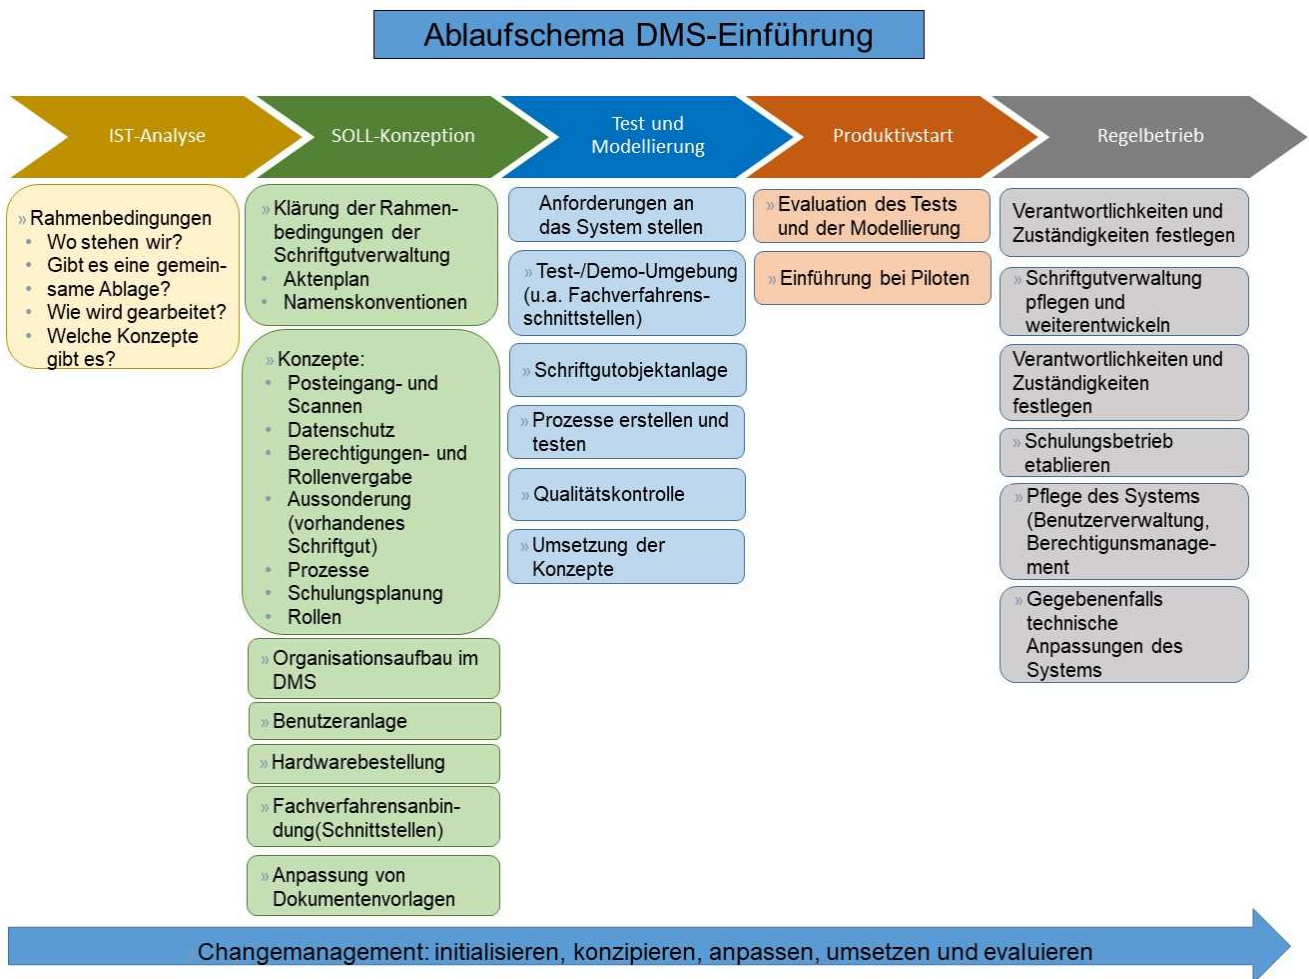 Ablaufschema DMS-Einführung
IST-Analyse
SOLL-Konzeption
Test und
Modellierung
Produktivstart
Regelbetrieb
» Rahmenbedingungen
• Wo stehen wir?
• Gibt es eine gemein-
• same Ablage?
• Wie wird gearbeitet?
• Welche Konzepte
gibt es?
» Klärung der Rahmen-
bedingungen der
Schriftgutverwaltung
• Aktenplan
• Namenskonventionen
» Konzepte:
• Posteingang- und
Scannen
• Datenschutz
• Berechtigungen- und
Rollenvergabe
• Aussonderung
(vorhandenes
Schriftgut)
• Prozesse
• Schulungsplanung
• Rollen
» Organisationsaufbau im
DMS
» Benutzeranlage
» Hardwarebestellung
» Fachverfahrensanbin-
dung(Schnittstellen)
» Anpassung von
Dokumentenvorlagen
Anforderungen an
das System stellen
» Test-/Demo-Umgebung
(u.a. Fachverfahrens-
schnittstellen)
» Schriftgutobjektanlage
» Prozesse erstellen und
testen
» Qualitätskontrolle
» Umsetzung der
Konzepte
» Evaluation des Tests
und der Modellierung
» Einführung bei Piloten
Verantwortlichkeiten und
Zuständigkeiten festlegen
» Schriftgutverwaltung
pflegen und
weiterentwickeln
Verantwortlichkeiten und
Zuständigkeiten
festlegen
» Schulungsbetrieb
etablieren
» Pflege des Systems
(Benutzerverwaltung,
Berechtigunsmanage-
ment
» Gegebenenfalls
technische
Anpassungen des
Systems
» Changemanagement: initialisieren, konzipieren, anpassen, umsetzen und evaluieren